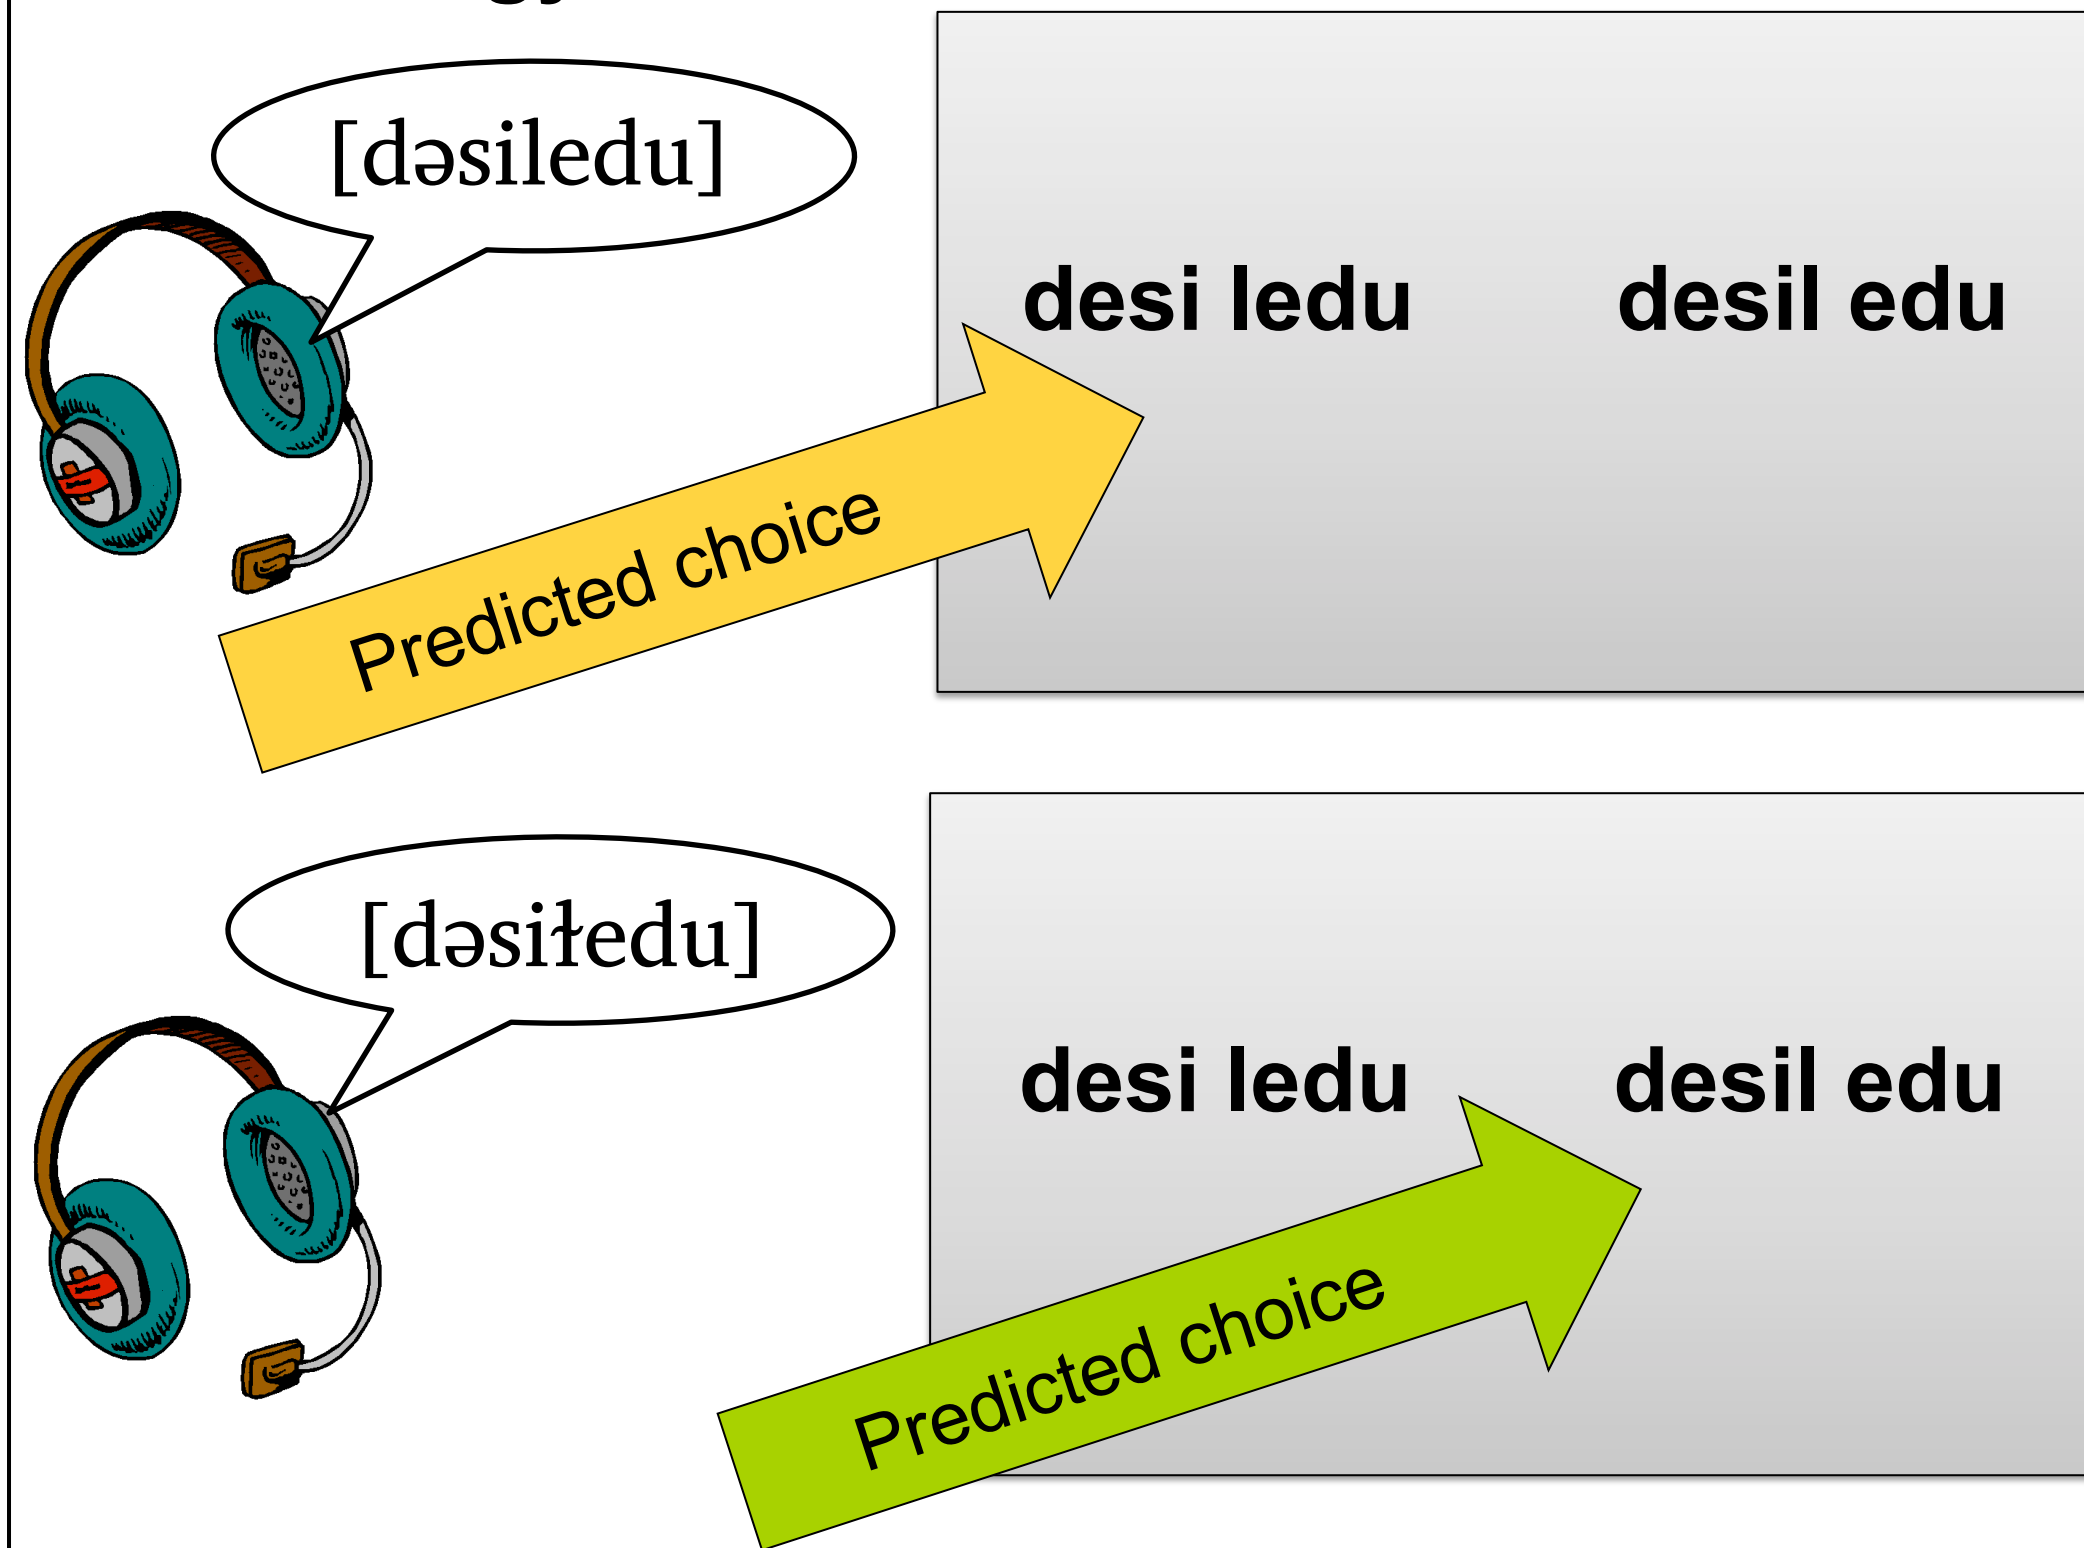 [dəsiledu]
desi ledu desil edu
Predicted choice
[dəsiɫedu]
desi ledu desil edu
Predicted choice